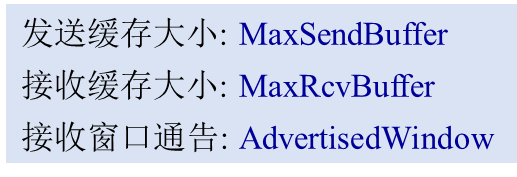 发送缓存大小: MaxSendBuffer
接收缓存大小: MaxRcvBuffer
接收窗口通告: AdvertisedWindow